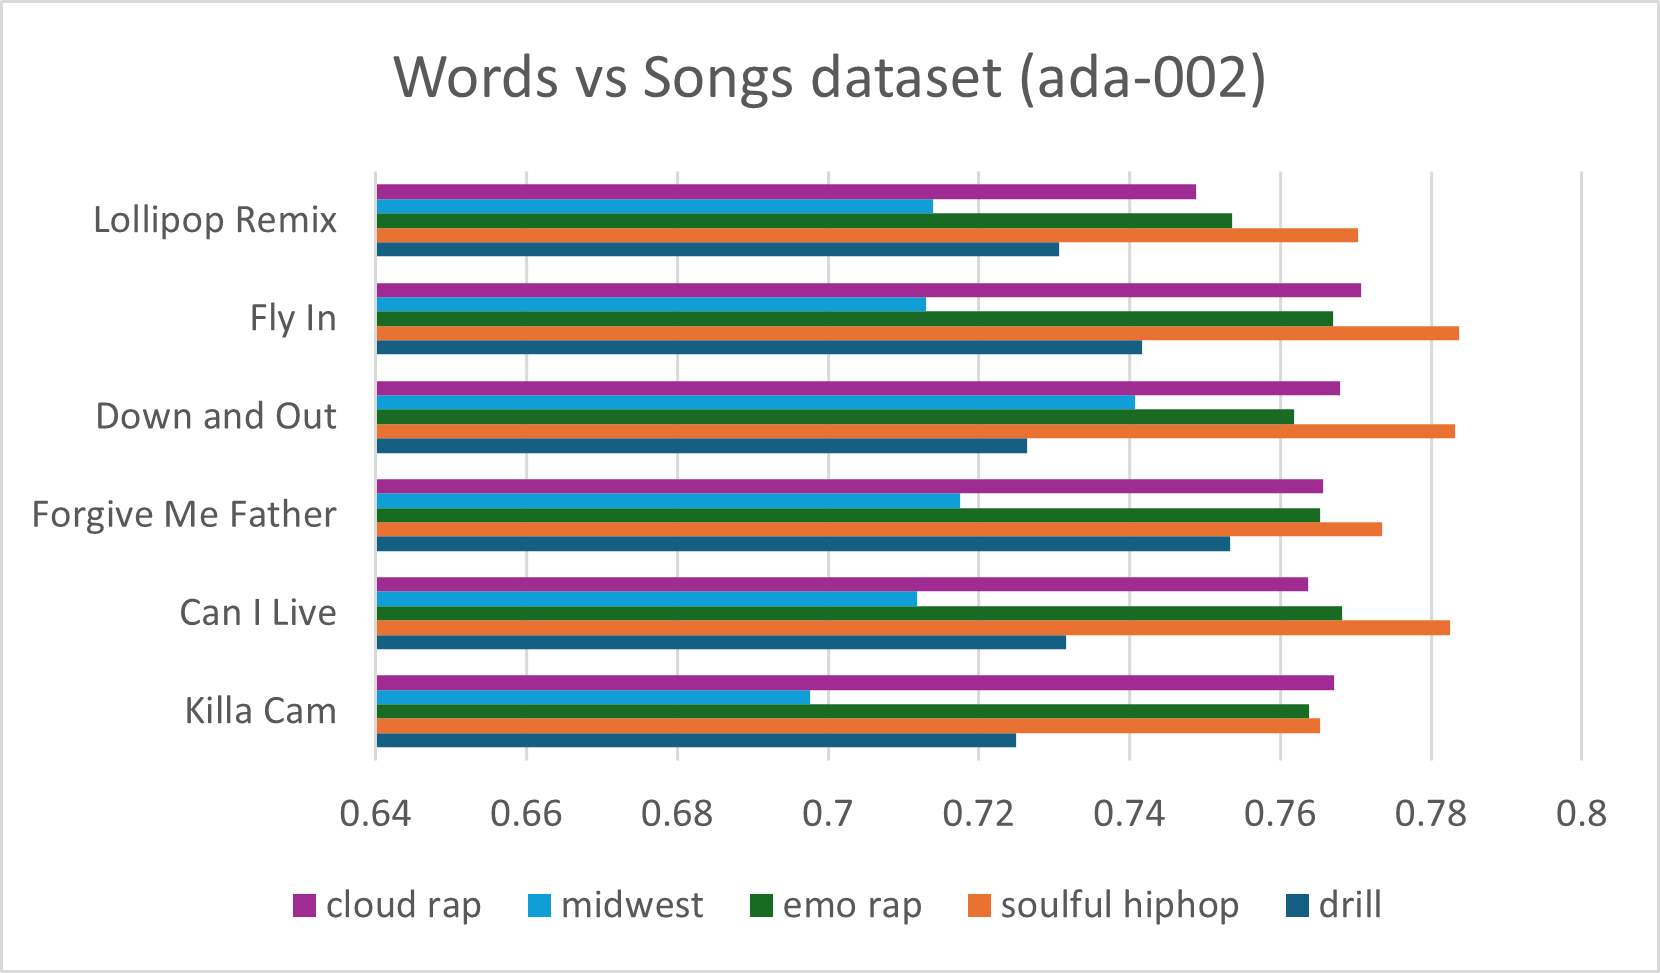 Words vs Songs dataset (ada-002)
Lollipop Remix
Fly In
Down and Out
Forgive Me Father
Can I Live
Killa Cam
0.64 0.66 0.68 0.7 0.72 0.74 0.76 0.78 0.8
cloud rap midwest emo rap soulful hiphop drill